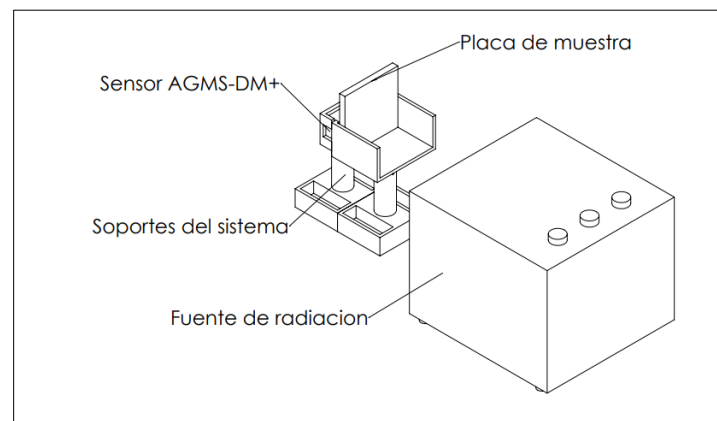 Placa de muestra
Sensor AGMS-DM+
Soportes del sistema
Fuente de radiacion